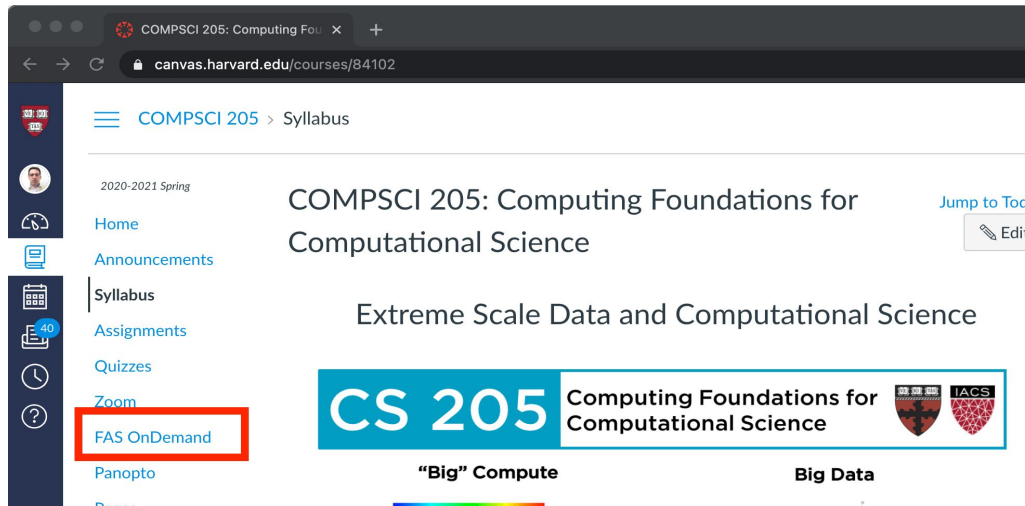 COMPSCI 205: Computing Fou
canvas.harvard.edu/courses/84102
COMPSCI 205 > Syllabus
2020-2021 Spring
Home
Announcements
Syllabus
Assignments
40
Quizzes
Zoom
FAS OnDemand
Panopto
COMPSCI 205: Computing Foundations for
Computational Science
Jump to Tod
Edit
Extreme Scale Data and Computational Science
CS 205
Computing Foundations for
Computational Science
IACS
“Big” Compute
Big Data